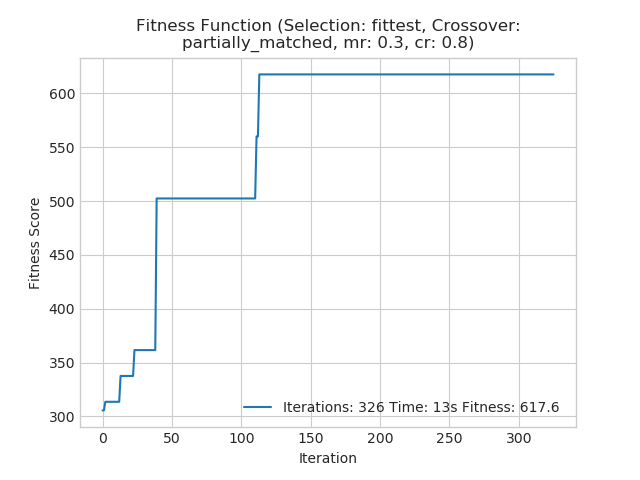 Fitness Function (Selection: fittest, Crossover:
partially_matched, mr: 0.3, cr: 0.8)
600
550
500
450
400
350
300
Fitness Score
Iterations: 326 Time: 13s Fitness: 617.6
0 50 100 150 200 250 300
Iteration